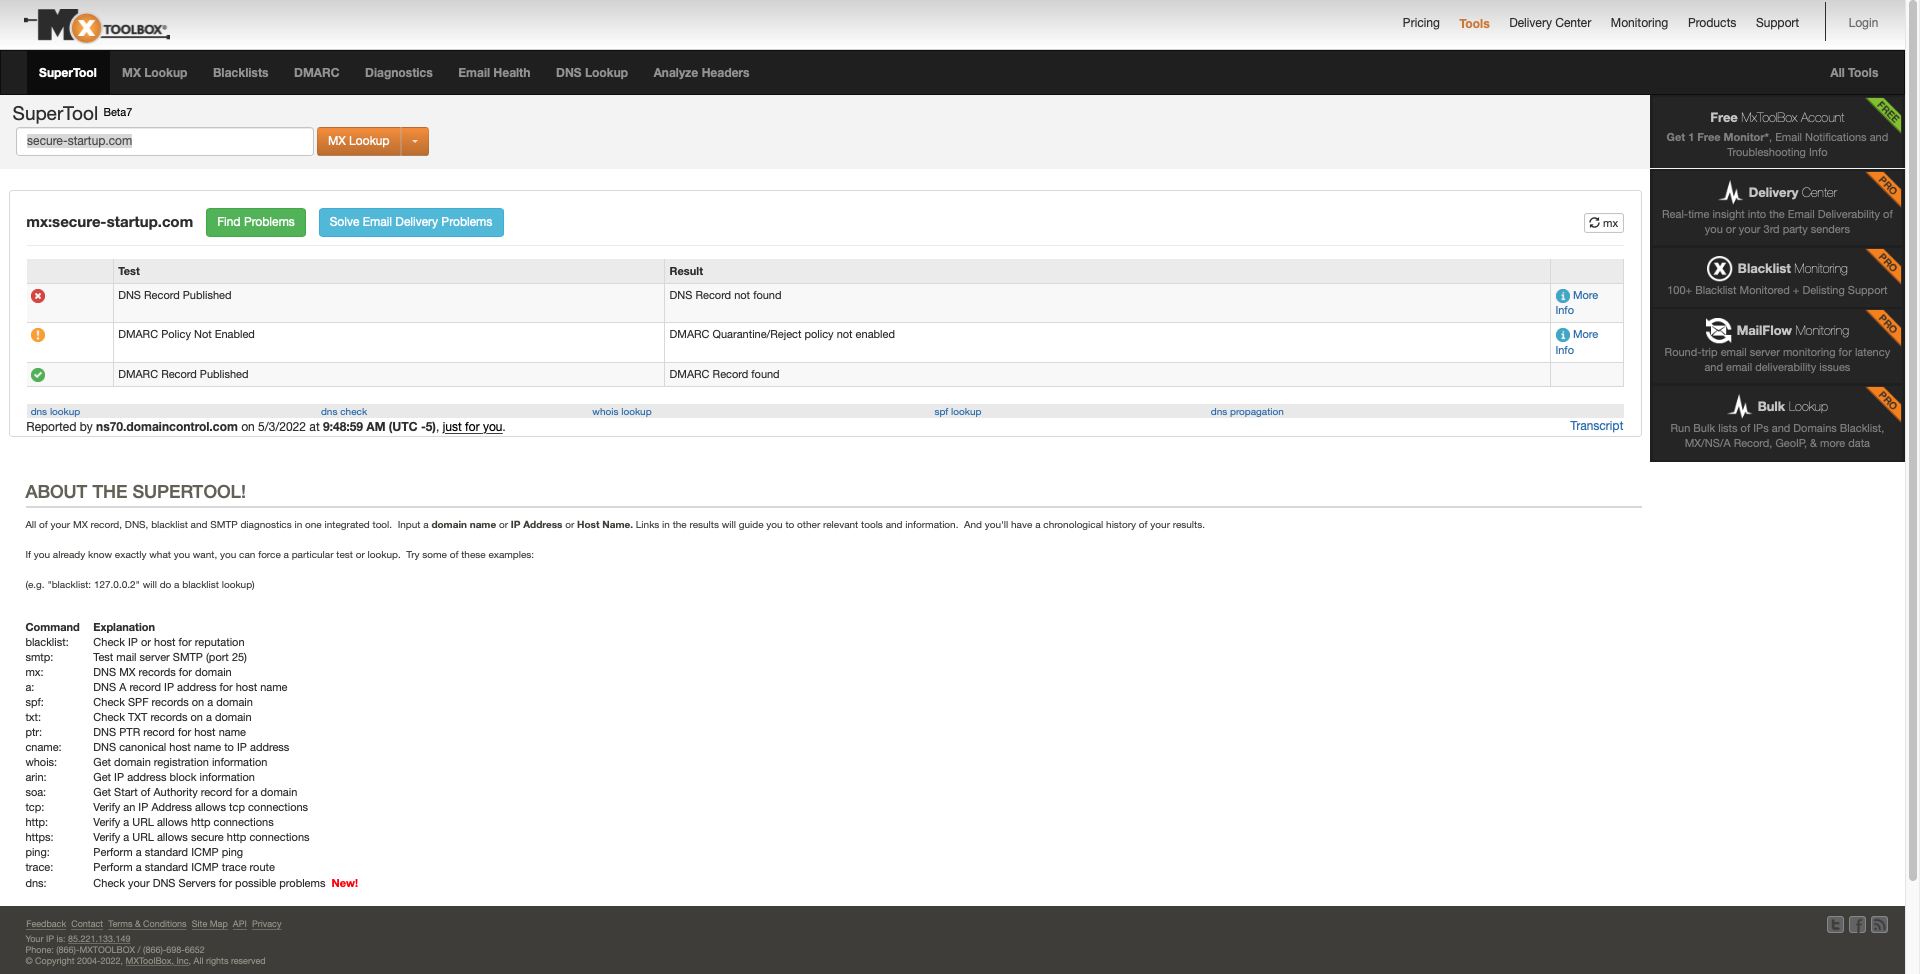 MX TOOLBOX®
Pricing Tools Delivery Center Monitoring Products Support Login
SuperTool MX Lookup Blacklists DMARC Diagnostics Email Health DNS Lookup Analyze Headers All Tools
SuperTool Beta7
secure-startup.com MX Lookup
mx:secure-startup.com Find Problems Solve Email Delivery Problems mx
Test Result
DNS Record Published DNS Record not found More Info
DMARC Policy Not Enabled DMARC Quarantine/Reject policy not enabled More Info
DMARC Record Published DMARC Record found
dns lookup dns check whois lookup spf lookup dns propagation
Reported by ns70.domaincontrol.com on 5/3/2022 at 9:48:59 AM (UTC -5), just for you. Transcript
FREE
Free MxToolBox Account
Get 1 Free Monitor*, Email Notifications and
Troubleshooting Info
PRO
Delivery Center
Real-time insight into the Email Deliverability of
you or your 3rd party senders
PRO
Blacklist Monitoring
100+ Blacklist Monitored + Delisting Support
PRO
MailFlow Monitoring
Round-trip email server monitoring for latency
and email deliverability issues
PRO
Bulk Lookup
Run Bulk lists of IPs and Domains Blacklist,
MX/NS/A Record, GeoIP, & more data
ABOUT THE SUPERTOOL!
All of your MX record, DNS, blacklist and SMTP diagnostics in one integrated tool. Input a domain name or IP Address or Host Name. Links in the results will guide you to other relevant tools and information. And you'll have a chronological history of your results.
If you already know exactly what you want, you can force a particular test or lookup. Try some of these examples:
(e.g. "blacklist: 127.0.0.2" will do a blacklist lookup)
Command Explanation
blacklist: Check IP or host for reputation
smtp: Test mail server SMTP (port 25)
mx: DNS MX records for domain
a: DNS A record IP address for host name
spf: Check SPF records on a domain
txt: Check TXT records on a domain
ptr: DNS PTR record for host name
cname: DNS canonical host name to IP address
whois: Get domain registration information
arin: Get IP address block information
soa: Get Start of Authority record for a domain
tcp: Verify an IP Address allows tcp connections
http: Verify a URL allows http connections
https: Verify a URL allows secure http connections
ping: Perform a standard ICMP ping
trace: Perform a standard ICMP trace route
dns: Check your DNS Servers for possible problems New!
Feedback Contact Terms & Conditions Site Map API Privacy
Your IP is: 85.221.133.149
Phone: (866)-MXTOOLBOX / (866)-698-6652
© Copyright 2004-2022, MXToolBox, Inc, All rights reserved